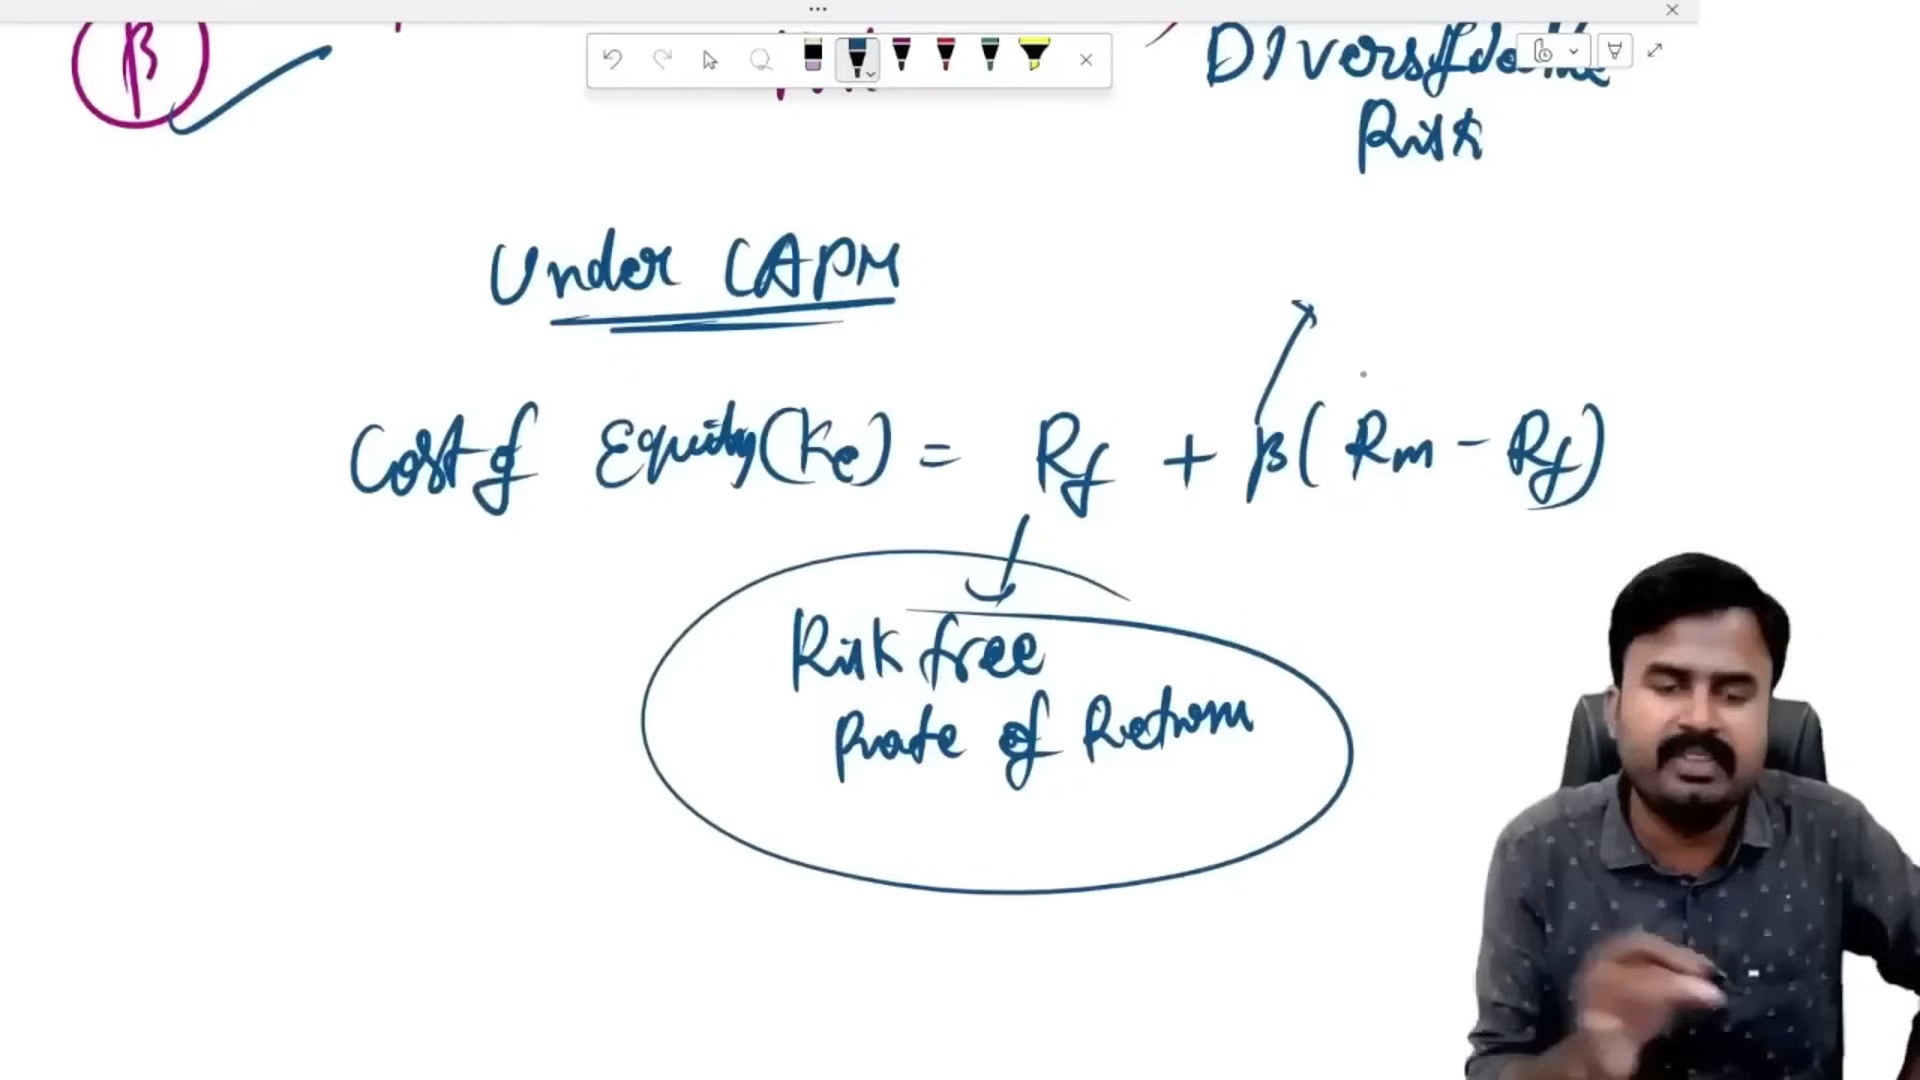 β
Diversifiable
Risk
Under CAPM
Cost of Equity (Ke) = Rf + β (Rm - Rf)
Risk free
Rate of Return